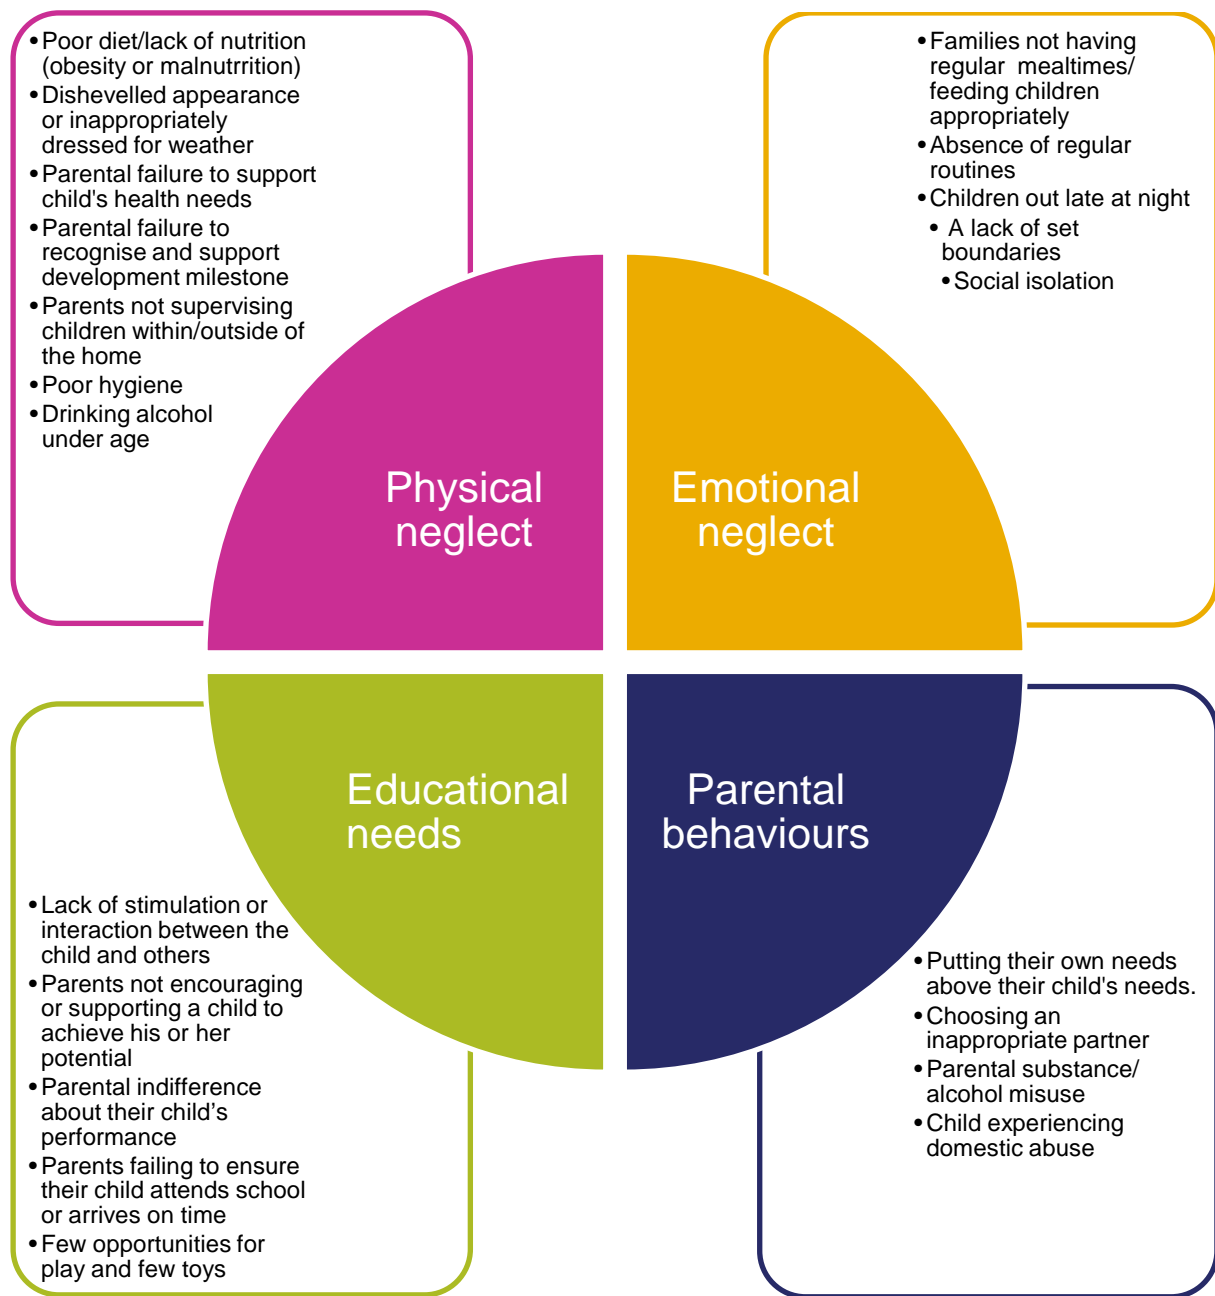 •Poor diet/lack of nutrition
(obesity or malnutrrition)
•Dishevelled appearance
or inappropriately
dressed for weather
•Parental failure to support
child's health needs
•Parental failure to
recognise and support
development milestone
•Parents not supervising
children within/outside of
the home
•Poor hygiene
•Drinking alcohol
under age
•Families not having
regular mealtimes/
feeding children
appropriately
•Absence of regular
routines
•Children out late at night
• A lack of set
boundaries
•Social isolation
Physical
neglect
Emotional
neglect
Educational
needs
Parental
behaviours
•Lack of stimulation or
interaction between the
child and others
•Parents not encouraging
or supporting a child to
achieve his or her
potential
•Parental indifference
about their child’s
performance
•Parents failing to ensure
their child attends school
or arrives on time
•Few opportunities for
play and few toys
•Putting their own needs
above their child's needs.
•Choosing an
inappropriate partner
•Parental substance/
alcohol misuse
•Child experiencing
domestic abuse